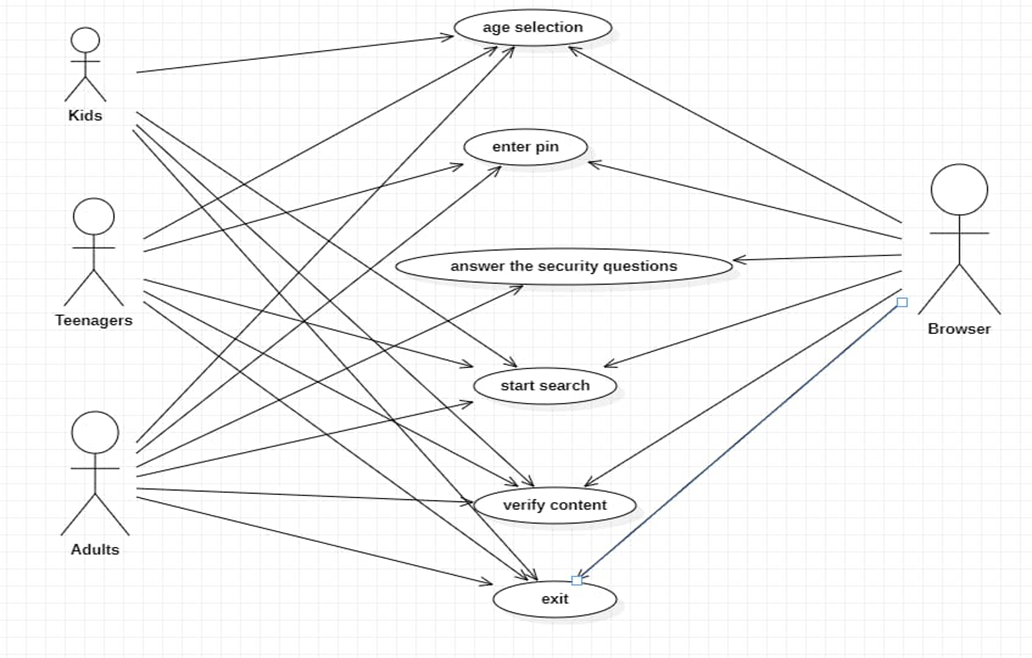 age selection
Kids
enter pin
Teenagers
answer the security questions
Browser
start search
verify content
Adults
exit